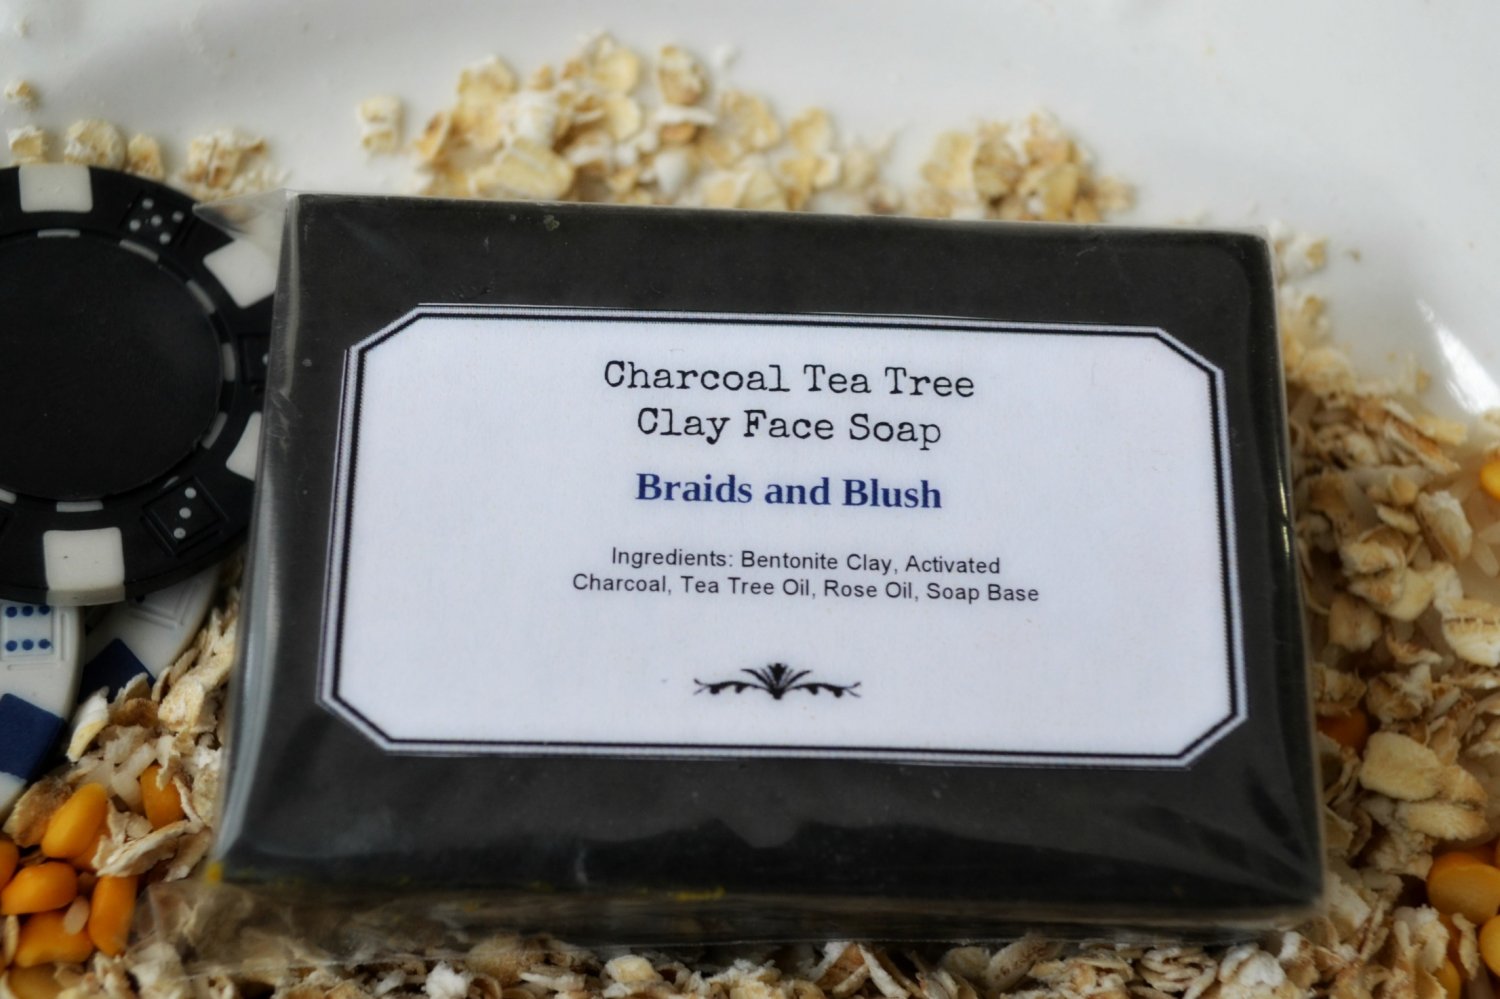 Charcoal Tea Tree
Clay Face Soap
Braids and Blush
Ingredients: Bentonite Clay, Activated
Charcoal, Tea Tree Oil, Rose Oil, Soap Base